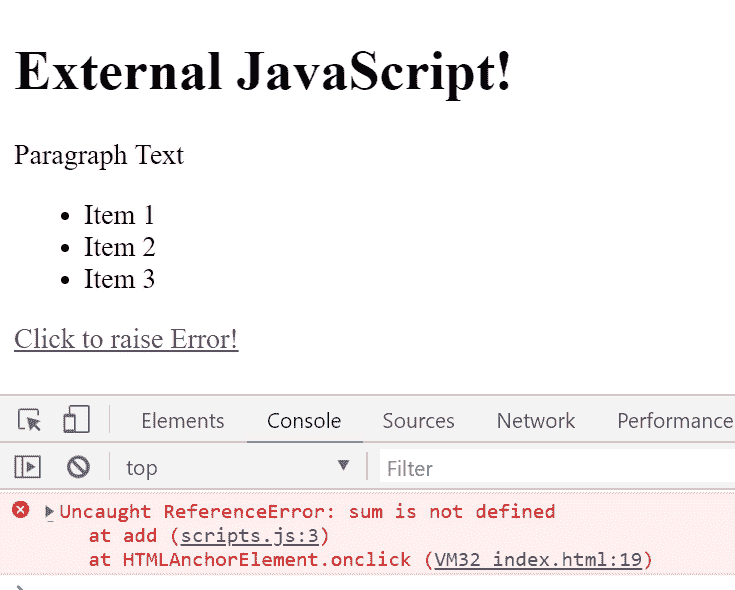 External JavaScript!
Paragraph Text
Item 1
Item 2
Item 3
Click to raise Error!
Elements Console Sources Network Performance
top Filter
Uncaught ReferenceError: sum is not defined
at add (scripts.js:3)
at HTMLAnchorElement.onclick (VM32 index.html:19)